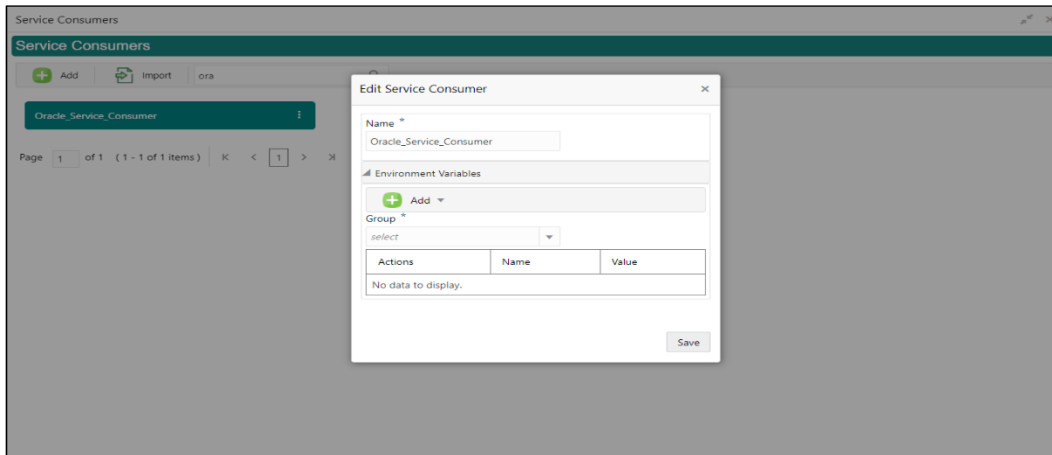 Service Consumers
Service Consumers
Add Import ora
Oracle_Service_Consumer
Page 1 of 1 (1 - 1 of 1 items) K < 1 > >|
Edit Service Consumer ×
Name *
Oracle_Service_Consumer
Environment Variables
Add
Group *
select
Actions Name Value
No data to display.
Save